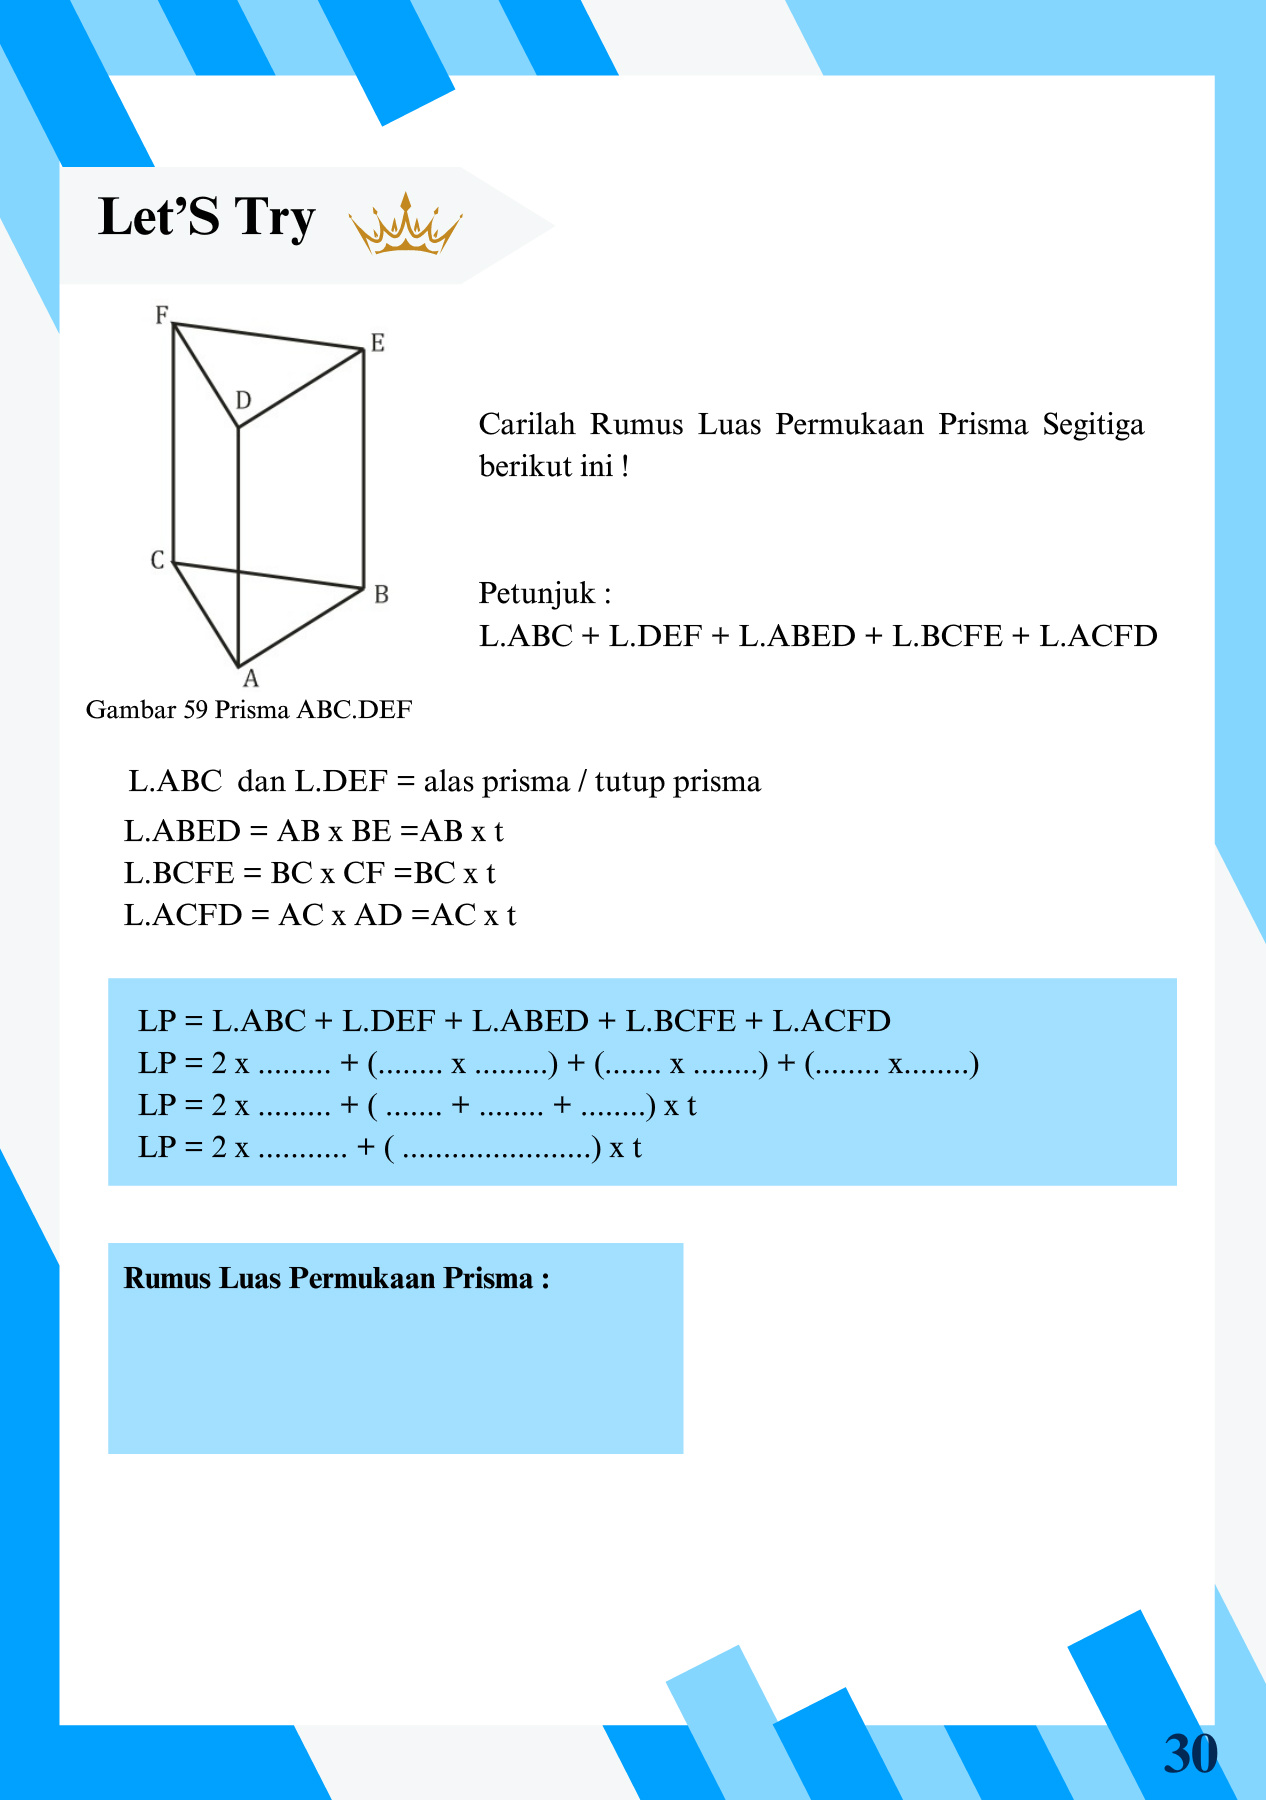 Let’S Try
F
E
D
C
B
A
Gambar 59 Prisma ABC.DEF
Carilah Rumus Luas Permukaan Prisma Segitiga
berikut ini !
Petunjuk :
L.ABC + L.DEF + L.ABED + L.BCFE + L.ACFD
L.ABC dan L.DEF = alas prisma / tutup prisma
L.ABED = AB x BE =AB x t
L.BCFE = BC x CF =BC x t
L.ACFD = AC x AD =AC x t
LP = L.ABC + L.DEF + L.ABED + L.BCFE + L.ACFD
LP = 2 x ......... + (........ x .........) + (....... x ........) + (........ x........)
LP = 2 x ......... + ( ....... + ........ + ........) x t
LP = 2 x ........... + ( .......................) x t
Rumus Luas Permukaan Prisma :
30